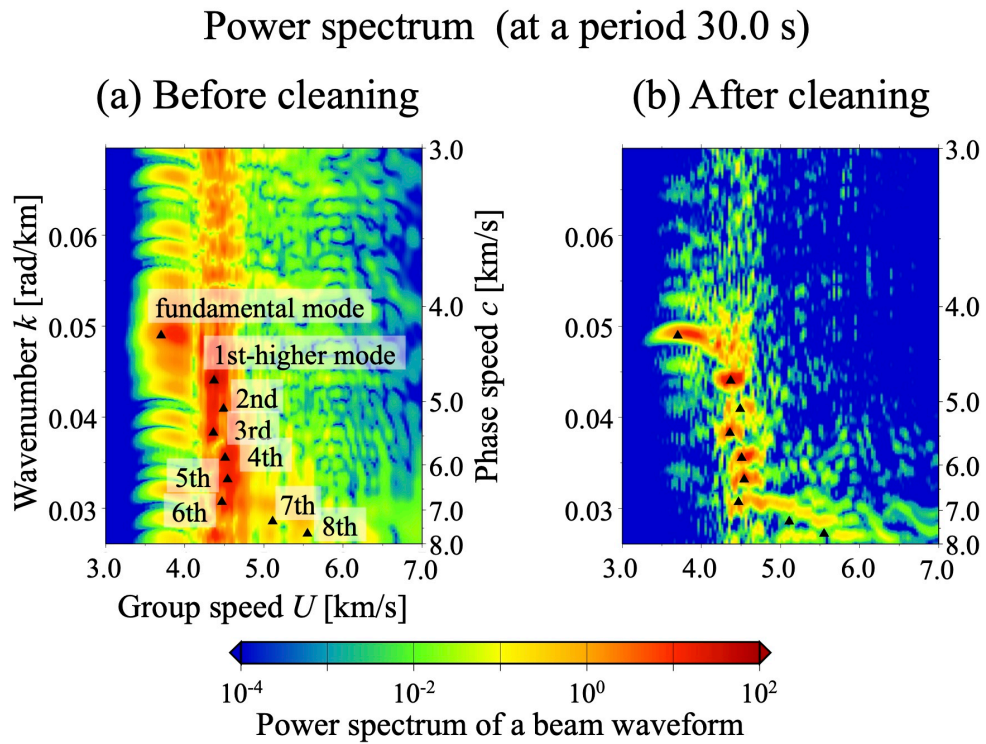 Power spectrum (at a period 30.0 s)
(a) Before cleaning
(b) After cleaning
Wavenumber k [rad/km]
0.06
0.05
0.04
0.03
3.0 4.0 5.0 6.0 7.0
Group speed U [km/s]
3.0
4.0
5.0
6.0
7.0
8.0
Phase speed c [km/s]
fundamental mode
1st-higher mode
2nd
3rd
4th
5th
6th
7th
8th
0.06
0.05
0.04
0.03
3.0 4.0 5.0 6.0 7.0
3.0
4.0
5.0
6.0
7.0
8.0
10⁻⁴ 10⁻² 10⁰ 10²
Power spectrum of a beam waveform